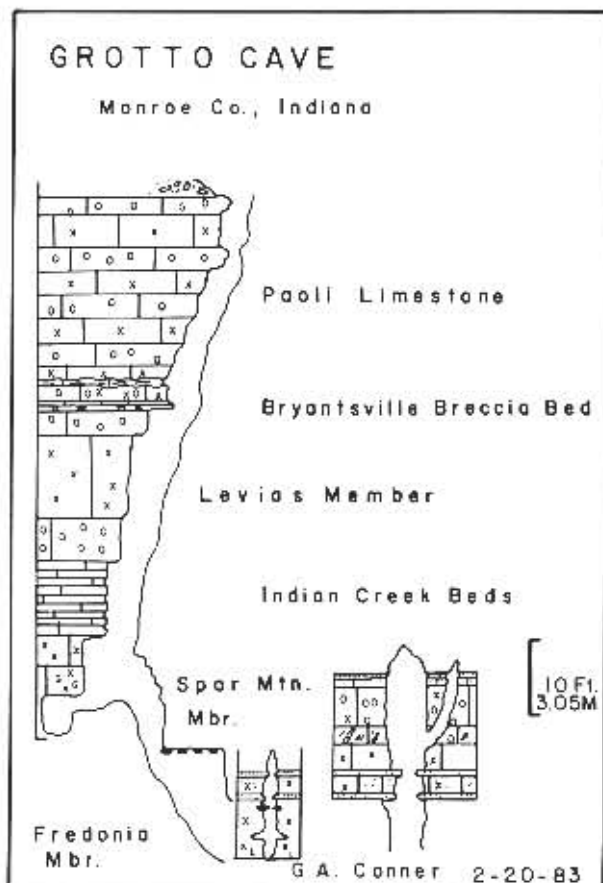 GROTTO CAVE
Monroe Co., Indiana
Paoli Limestone
Bryantsville Breccia Bed
Levias Member
Indian Creek Beds
Spar Mtn.
Mbr.
10 Ft.
3.05M.
Fredonia
Mbr.
G.A. Conner 2-20-83